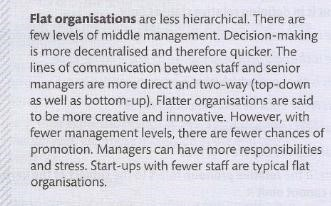 Flat organisations are less hierarchical. There are
few levels of middle management. Decision-making
is more decentralised and therefore quicker. The
lines of communication between staff and senior
managers are more direct and two-way (top-down
as well as bottom-up). Flatter organisations are said
to be more creative and innovative. However, with
fewer management levels, there are fewer chances of
promotion. Managers can have more responsibilities
and stress. Start-ups with fewer staff are typical flat
organisations.